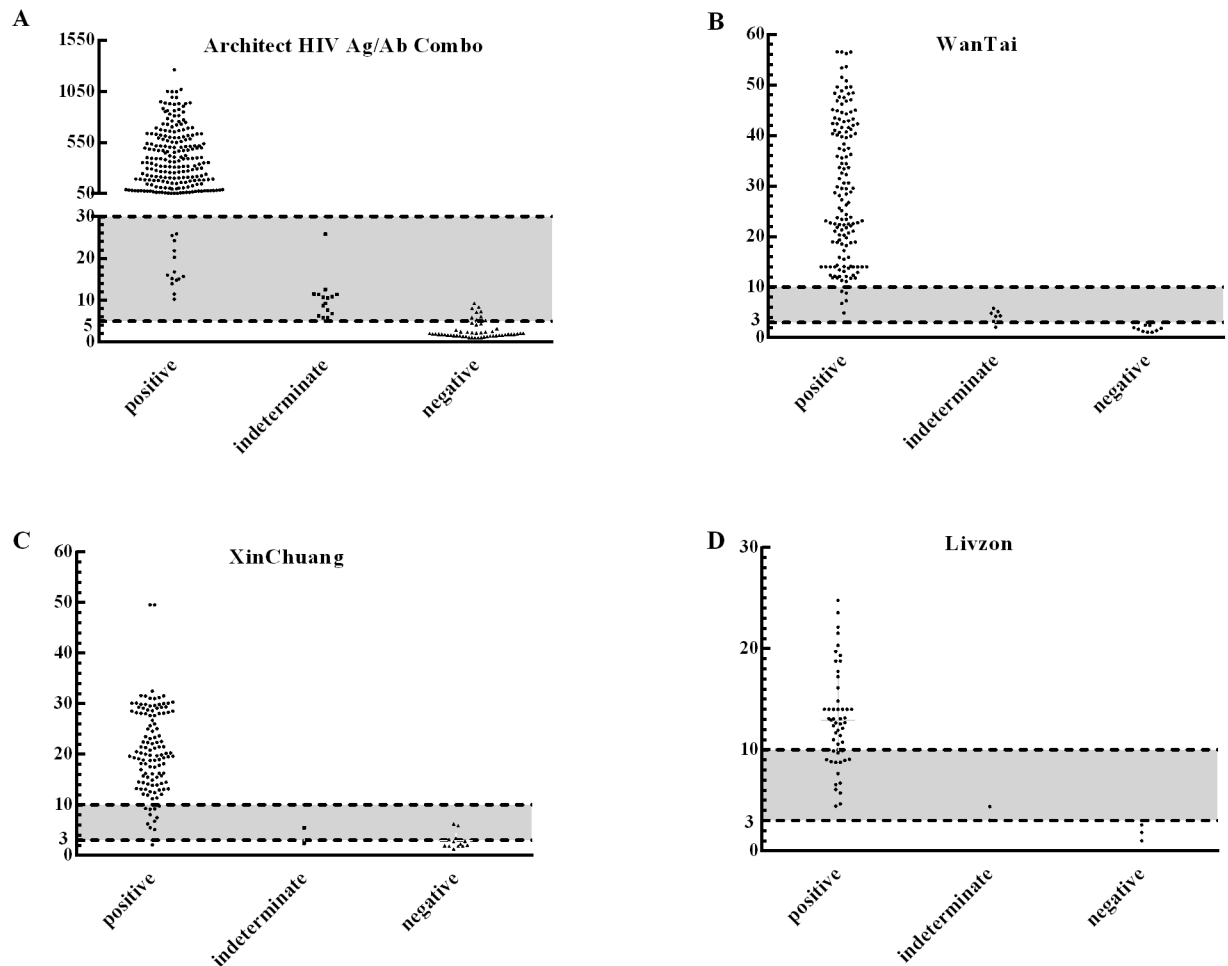 A
Architect HIV Ag/Ab Combo
1550
1050
550
50
30
20
10
5
0
positive
indeterminate
negative
B
WanTai
60
50
40
30
20
10
3
0
positive
indeterminate
negative
C
XinChuang
60
50
40
30
20
10
3
0
positive
indeterminate
negative
D
Livzon
30
20
10
3
0
positive
indeterminate
negative